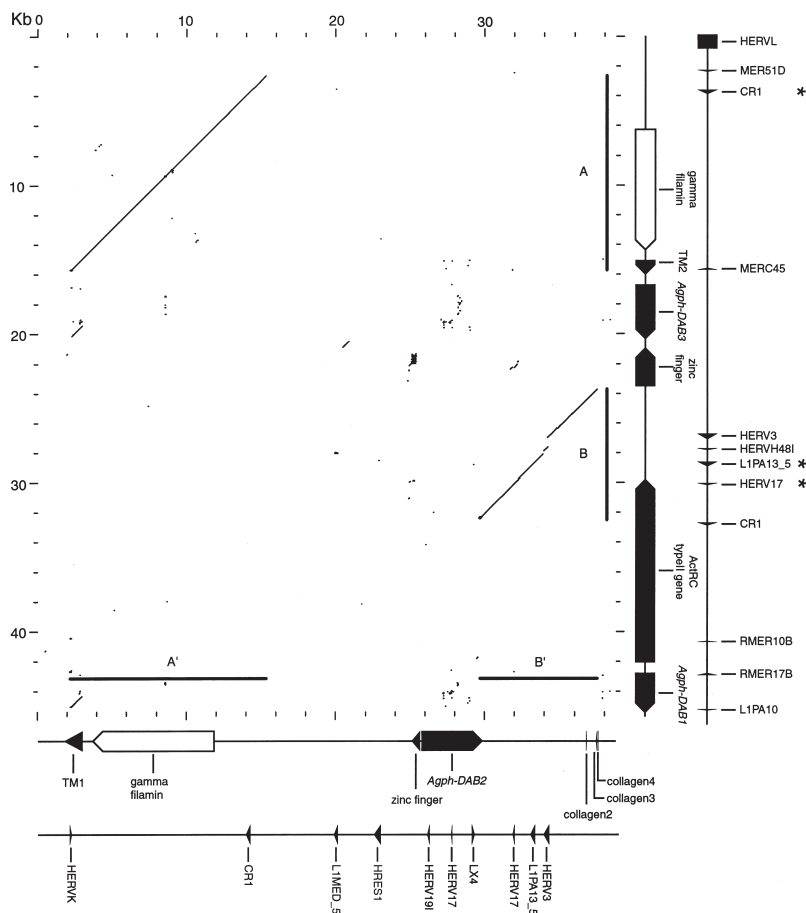 Kb 0 10 20 30
10
20
30
40
A
B
A'
B'
gamma
filamin
TM2
Agph-DAB3
zinc
finger
ActRC
typeII gene
Agph-DAB1
HERVL
MER51D
CR1 *
MERC45
HERV3
HERVH48I
L1PA13_5 *
HERV17 *
CR1
RMER10B
RMER17B
L1PA10
TM1
gamma
filamin
zinc finger
Agph-DAB2
collagen4
collagen3
collagen2
HERVK
CR1
L1MED_5
HRES1
HERV19I
HERV17
LX4
HERV17
L1PA13_5
HERV3